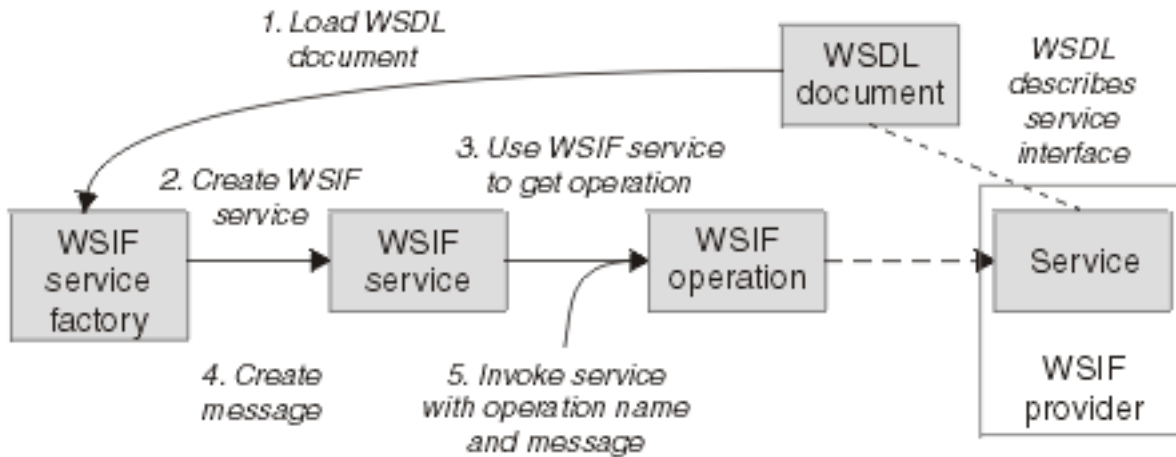 1. Load WSDL
document
WSDL
document
WSDL
describes
service
interface
2. Create WSIF
service
3. Use WSIF service
to get operation
WSIF
service
factory
WSIF
service
WSIF
operation
Service
4. Create
message
5. Invoke service
with operation name
and message
WSIF
provider